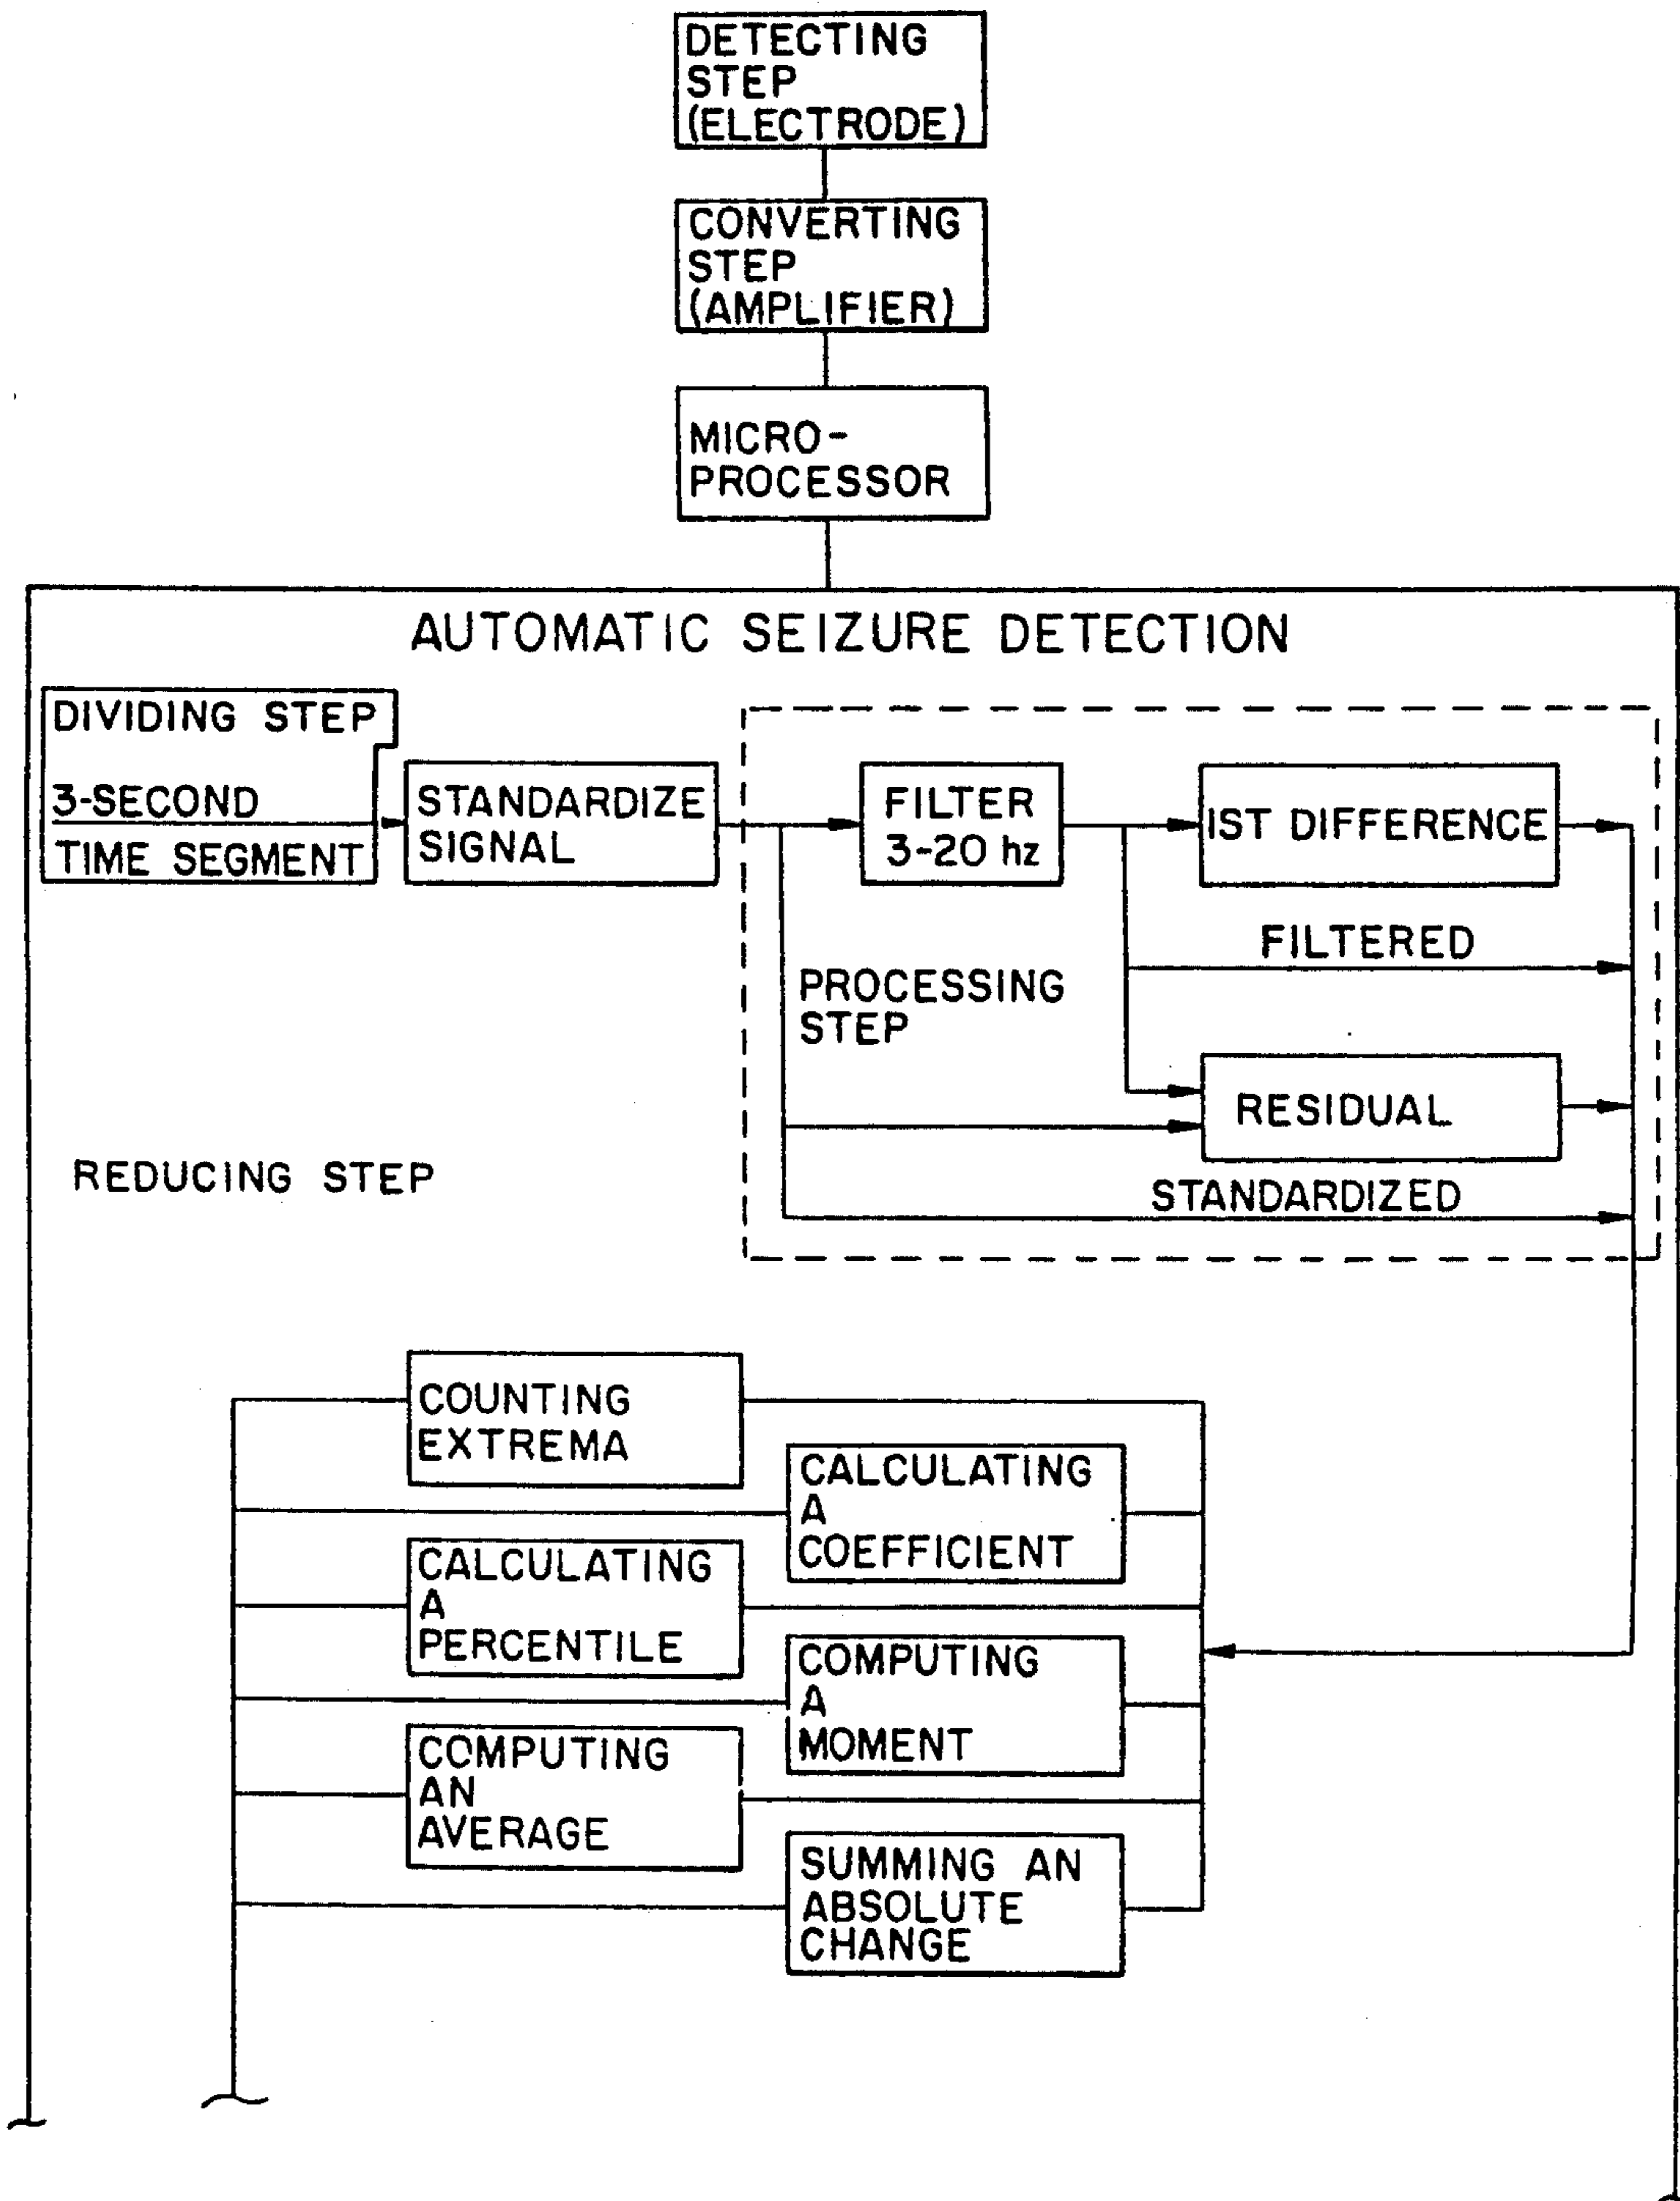 DETECTING
STEP
(ELECTRODE)
CONVERTING
STEP
(AMPLIFIER)
MICRO-
PROCESSOR
AUTOMATIC SEIZURE DETECTION
DIVIDING STEP
3-SECOND
TIME SEGMENT
STANDARDIZE
SIGNAL
FILTER
3-20 hz
1ST DIFFERENCE
FILTERED
PROCESSING
STEP
RESIDUAL
STANDARDIZED
REDUCING STEP
COUNTING
EXTREMA
CALCULATING
A
COEFFICIENT
CALCULATING
A
PERCENTILE
COMPUTING
A
MOMENT
COMPUTING
AN
AVERAGE
SUMMING AN
ABSOLUTE
CHANGE